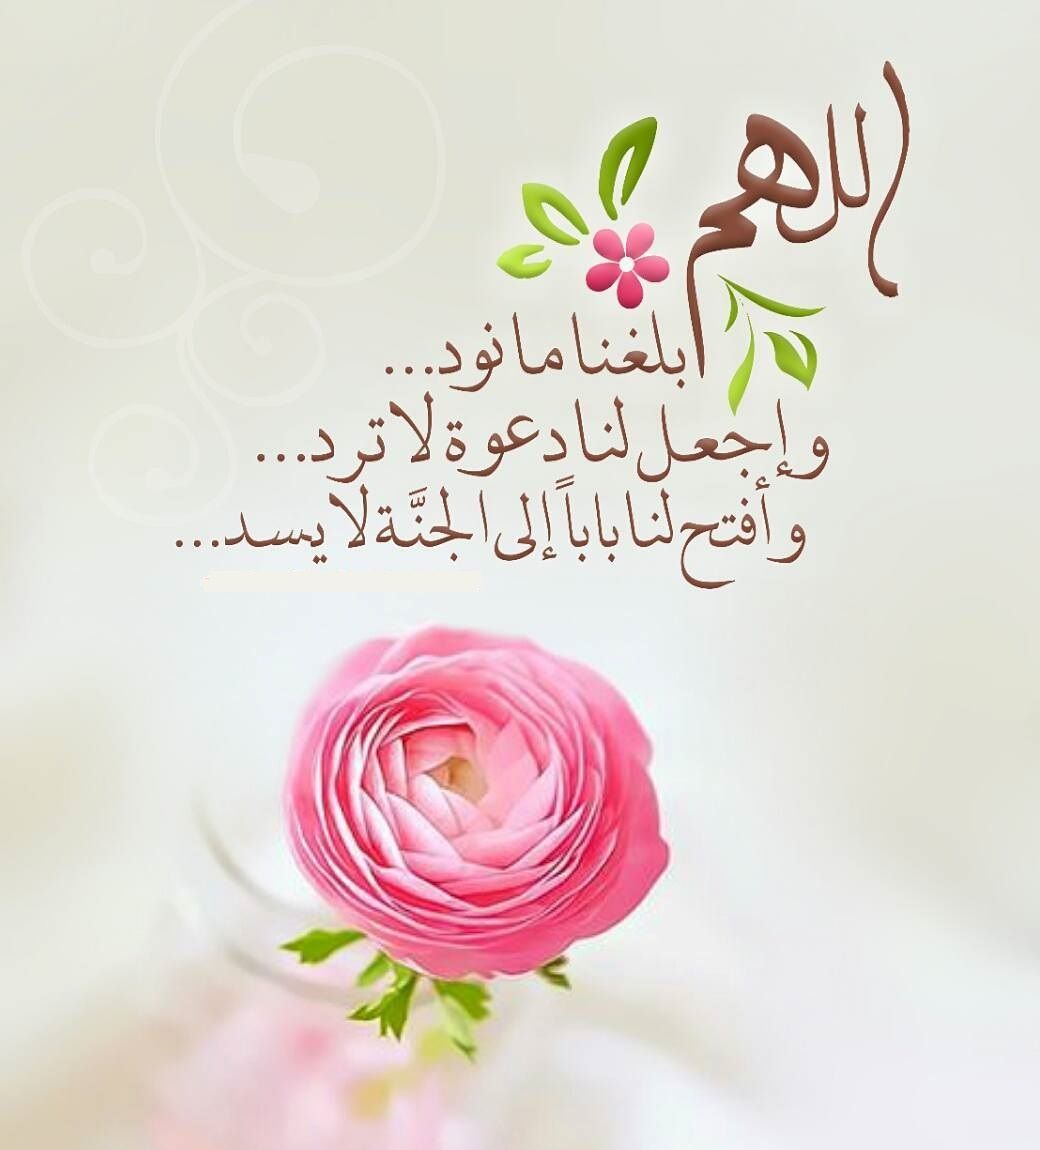 اللهم
ابلغنا ما نود...
وإجعل لنا دعوة لا ترد...
وأفتح لنا باباً إلى الجنَّة لا يسد...